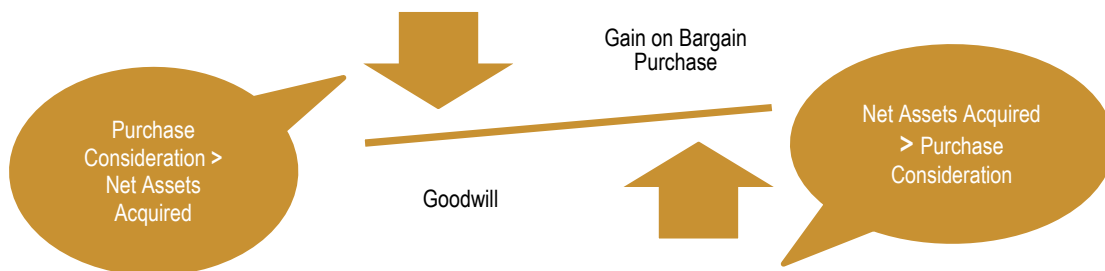 Purchase
Consideration >
Net Assets
Acquired
Gain on Bargain
Purchase
Goodwill
Net Assets Acquired
> Purchase
Consideration